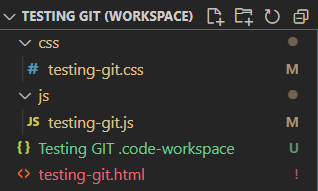 TESTING GIT (WORKSPACE)
css
# testing-git.css M
js
JS testing-git.js M
{} Testing GIT .code-workspace U
testing-git.html !